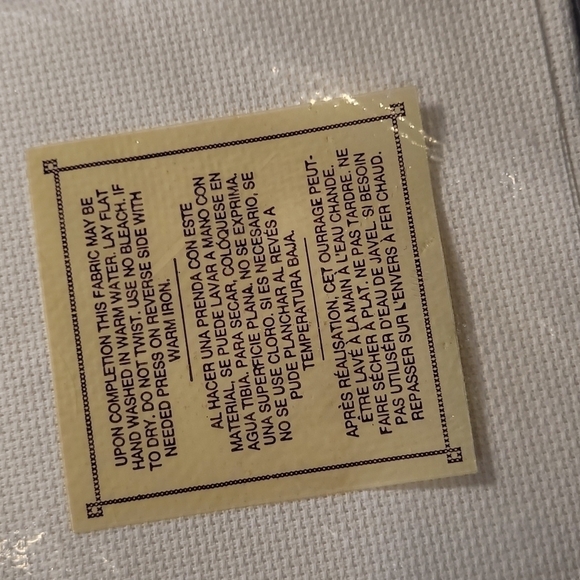 UPON COMPLETION THIS FABRIC MAY BE
HAND WASHED IN WARM WATER. LAY FLAT
TO DRY. DO NOT TWIST. USE NO BLEACH. IF
NEEDED PRESS ON REVERSE SIDE WITH
WARM IRON.
AL HACER UNA PRENDA CON ESTE
MATERIAL, SE PUEDE LAVAR A MANO CON
AGUA TIBIA. PARA SECAR, COLÓQUESE EN
UNA SUPERFICIE PLANA. NO SE EXPRIMA.
NO SE USE CLORO. SI ES NECESARIO, SE
PUDE PLANCHAR AL REVÉS A
TEMPERATURA BAJA.
APRÈS RÉALISATION, CET OURRAGE PEUT-
ÊTRE LAVÉ À LA MAIN À L'EAU CHANDE.
FAIRE SÉCHER À PLAT. NE PAS TARDRE. NE
PAS UTILISÉR D'EAU DE JAVEL. SI BESOIN
REPASSER SUR L'ENVERS À FER CHAUD.